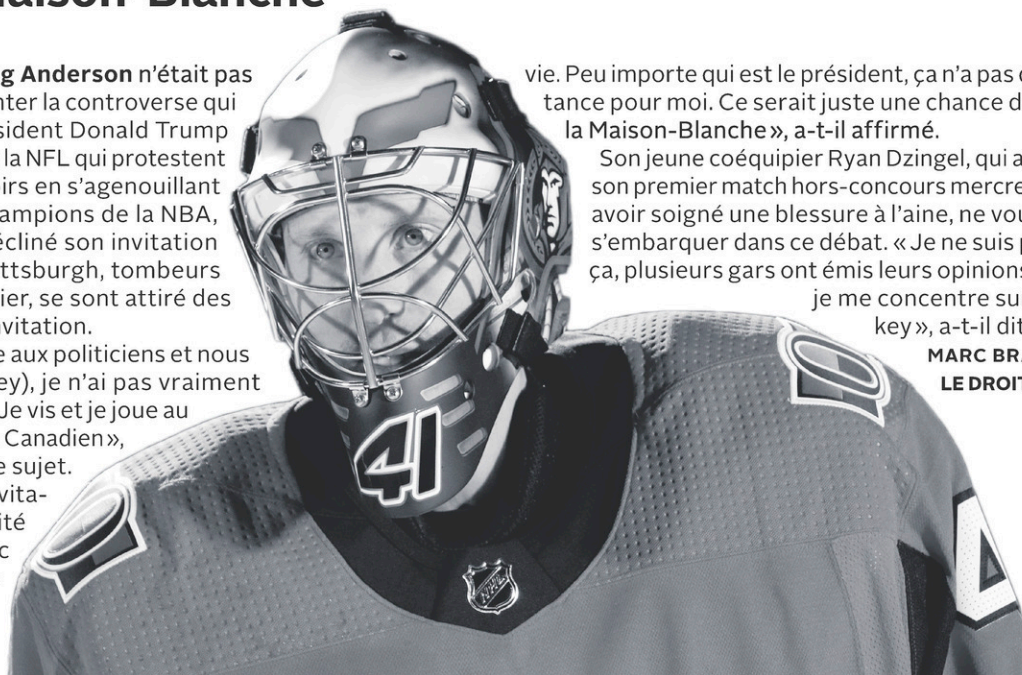 Maison-Blanche
g Anderson n'était pas
nter la controverse qui
sident Donald Trump
la NFL qui protestent
irs en s'agenouillant
ampions de la NBA,
écliné son invitation
ttsburgh, tombeurs
ier, se sont attiré des
nvitation.
e aux politiciens et nous
ey), je n'ai pas vraiment
Je vis et je joue au
Canadien »,
e sujet.
vita-
ité
c
vie. Peu importe qui est le président, ça n'a pas d
tance pour moi. Ce serait juste une chance d
la Maison-Blanche », a-t-il affirmé.
Son jeune coéquipier Ryan Dzingel, qui a
son premier match hors-concours mercre
avoir soigné une blessure à l'aine, ne vou
s'embarquer dans ce débat. « Je ne suis p
ça, plusieurs gars ont émis leurs opinions
je me concentre su
key », a-t-il dit
MARC BRA
LE DROIT
41
NHL
O
O
4